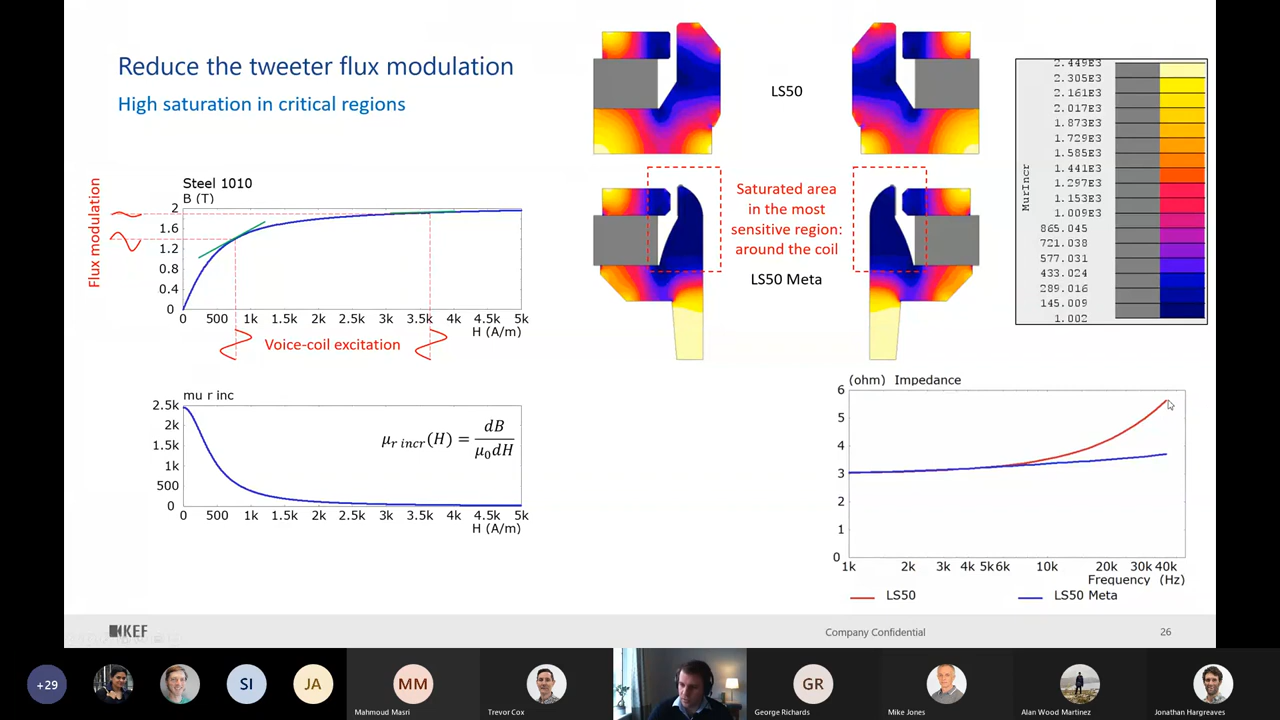 Reduce the tweeter flux modulation
High saturation in critical regions
Steel 1010
B (T)
2
1.6
1.2
0.8
0.4
0
0 500 1k 1.5k 2k 2.5k 3k 3.5k 4k 4.5k 5k
H (A/m)
Flux modulation
Voice-coil excitation
mu r inc
2.5k
2k
1.5k
1k
500
0
0 500 1k 1.5k 2k 2.5k 3k 3.5k 4k 4.5k 5k
H (A/m)
μr incr(H) = dB / μ0dH
LS50
Saturated area
in the most
sensitive region:
around the coil
LS50 Meta
MurIncr
2.449E3
2.305E3
2.161E3
2.017E3
1.873E3
1.729E3
1.585E3
1.441E3
1.297E3
1.153E3
1.009E3
865.045
721.038
577.031
433.024
289.016
145.009
1.002
(ohm) Impedance
6
5
4
3
2
1
0
1k 2k 3k 4k 5k 6k 10k 20k 30k 40k
Frequency (Hz)
LS50 LS50 Meta
KEF
Company Confidential
26
+29
SI
JA
MM
GR
Mahmoud Masri
Trevor Cox
George Richards
Mike Jones
Alan Wood Martinez
Jonathan Hargreaves